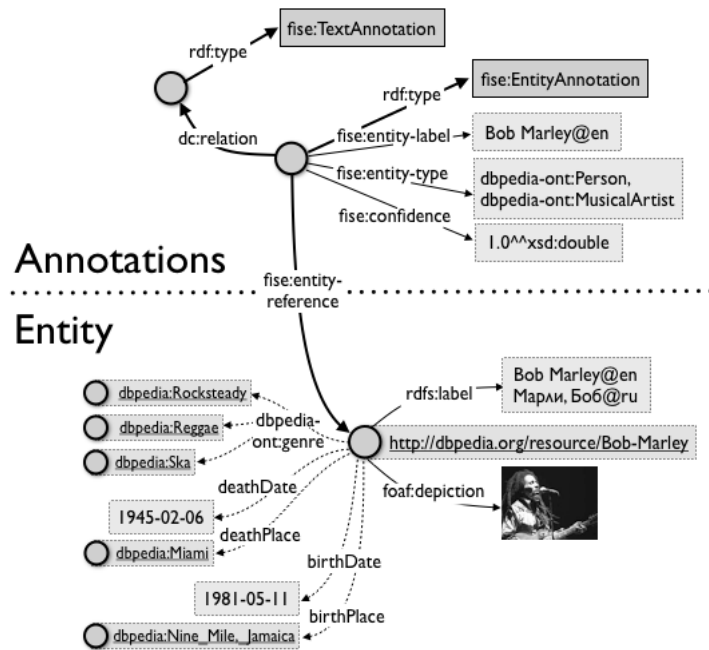 fise:TextAnnotation
rdf:type
fise:EntityAnnotation
rdf:type
dc:relation
fise:entity-label
Bob Marley@en
fise:entity-type
dbpedia-ont:Person,
dbpedia-ont:MusicalArtist
fise:confidence
1.0^^xsd:double
Annotations
fise:entity-
reference
Entity
Bob Marley@en
Марли, Боб@ru
rdfs:label
dbpedia:Rocksteady
dbpedia-
ont:genre
dbpedia:Reggae
dbpedia:Ska
http://dbpedia.org/resource/Bob-Marley
foaf:depiction
deathDate
1945-02-06
deathPlace
dbpedia:Miami
birthDate
1981-05-11
birthPlace
dbpedia:Nine_Mile,_Jamaica